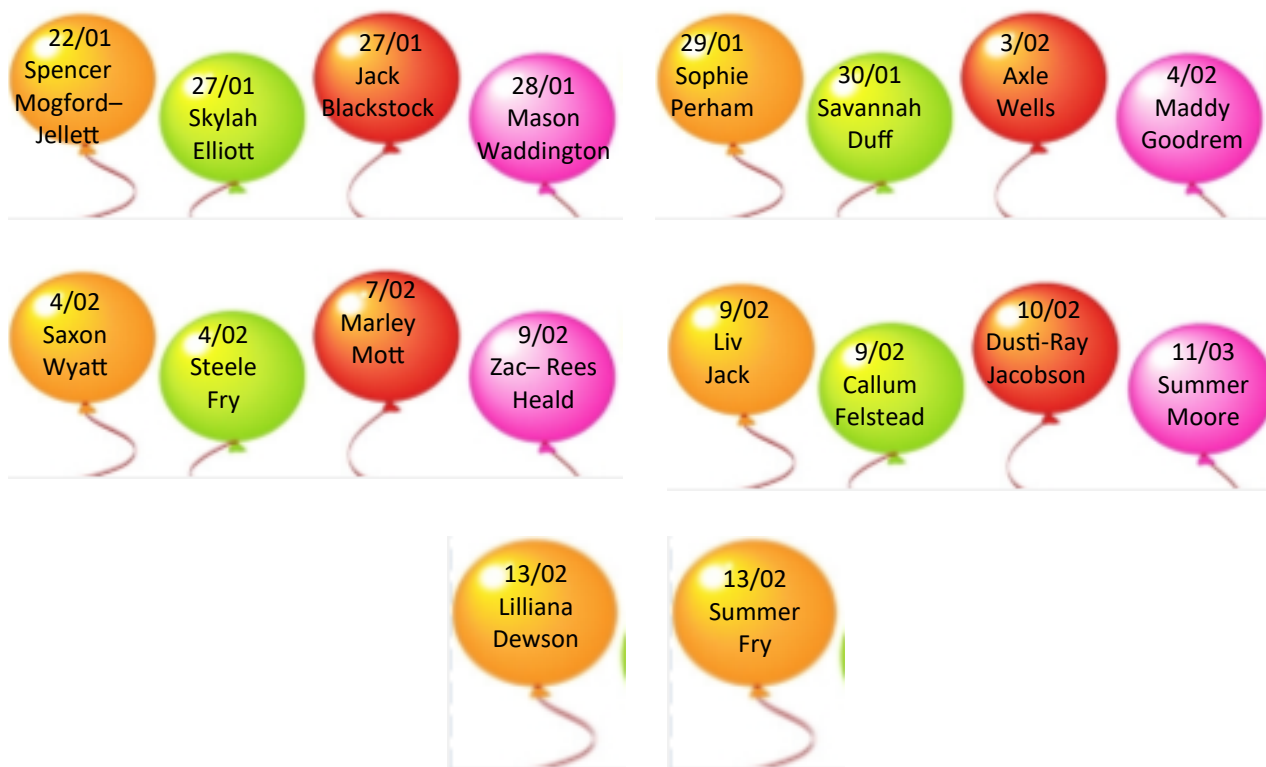 22/01
Spencer
Mogford–
Jellett
27/01
Skylah
Elliott
27/01
Jack
Blackstock
28/01
Mason
Waddington
29/01
Sophie
Perham
30/01
Savannah
Duff
3/02
Axle
Wells
4/02
Maddy
Goodrem
4/02
Saxon
Wyatt
4/02
Steele
Fry
7/02
Marley
Mott
9/02
Zac– Rees
Heald
9/02
Liv
Jack
9/02
Callum
Felstead
10/02
Dusti-Ray
Jacobson
11/03
Summer
Moore
13/02
Lilliana
Dewson
13/02
Summer
Fry